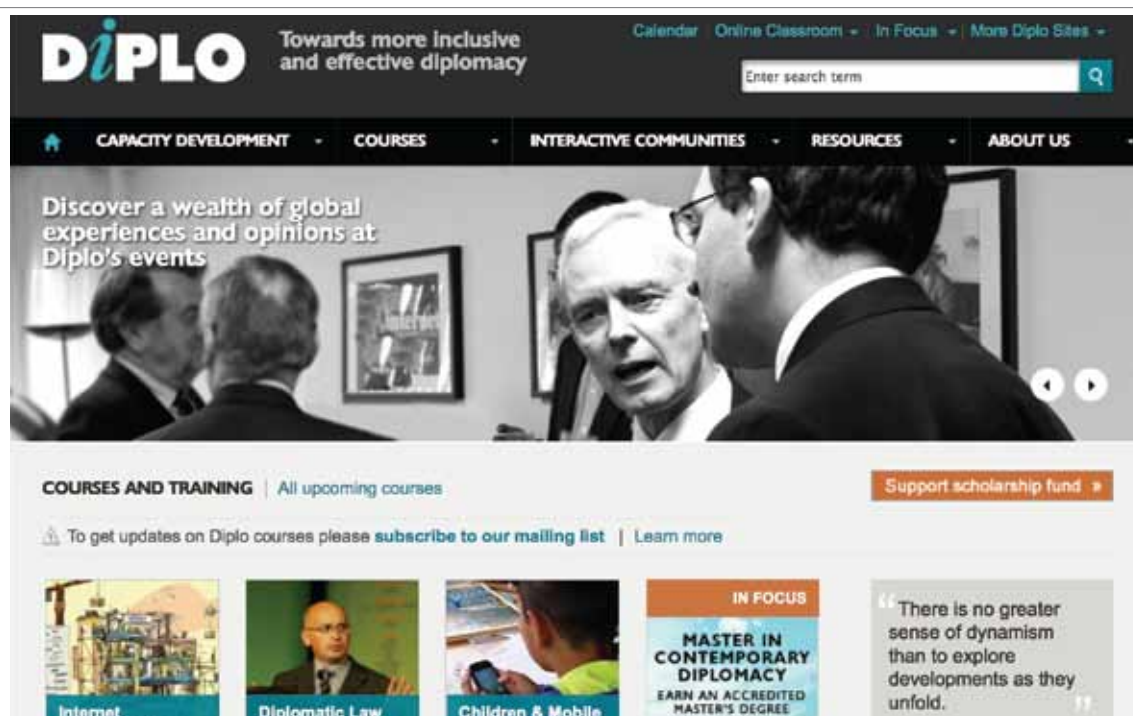 DiPLO
Towards more inclusive
and effective diplomacy
Calendar Online Classroom In Focus More Diplo Sites
Enter search term
CAPACITY DEVELOPMENT COURSES INTERACTIVE COMMUNITIES RESOURCES ABOUT US
Discover a wealth of global
experiences and opinions at
Diplo's events
COURSES AND TRAINING | All upcoming courses
Support scholarship fund »
To get updates on Diplo courses please subscribe to our mailing list | Learn more
Internet
Diplomatic Law
Children & Mobile
IN FOCUS
MASTER IN
CONTEMPORARY
DIPLOMACY
EARN AN ACCREDITED
MASTER'S DEGREE
“There is no greater
sense of dynamism
than to explore
developments as they
unfold. ”